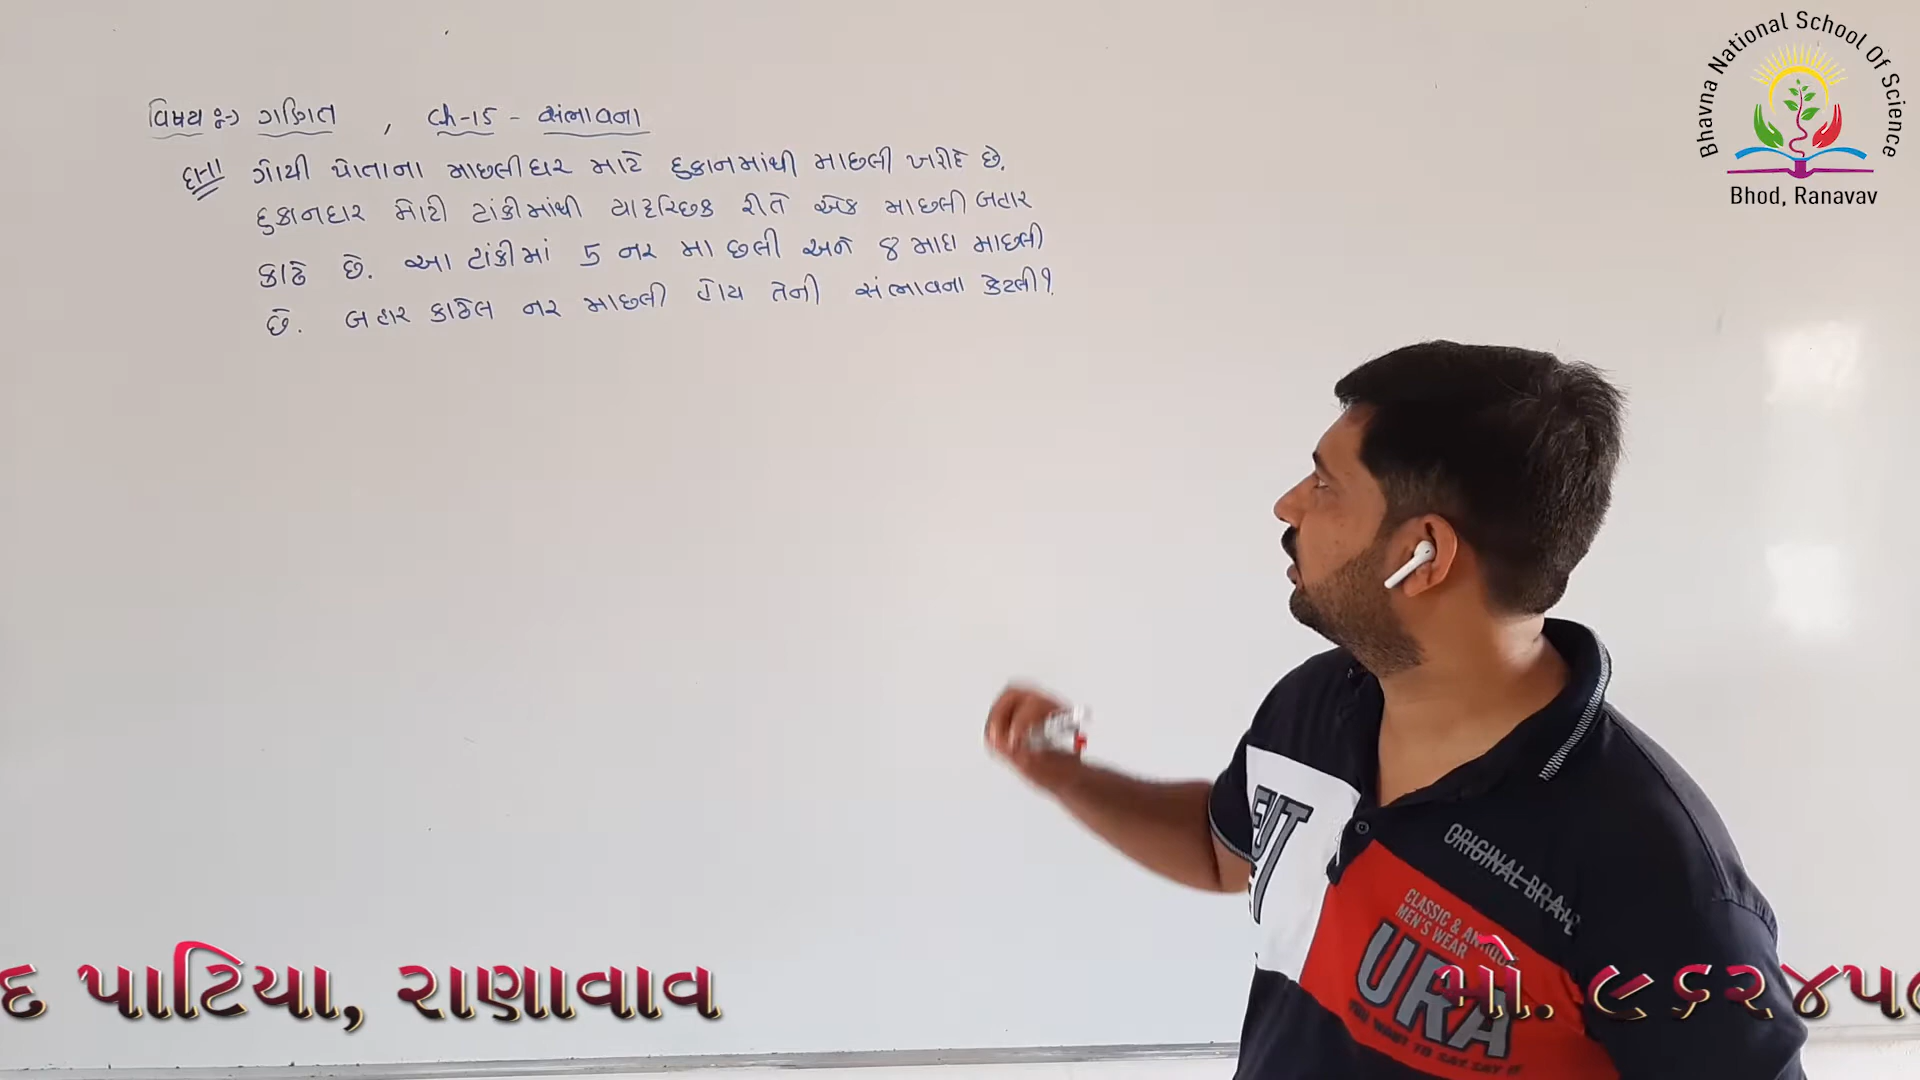 વિષય :-> ગણિત , Ch-15 - સંભાવના
દાખલા ગોપી પોતાના માછલીઘર માટે દુકાનમાંથી માછલી ખરીદે છે.
દુકાનદાર મોટી ટાંકીમાંથી યાદચ્છિક રીતે એક માછલી બહાર
કાઢે છે. આ ટાંકીમાં 5 નર માછલી અને 8 માદા માછલી
છે. બહાર કાઢેલ નર માછલી હોય તેની સંભાવના કેટલી?
Bhavna National School Of Science
Bhod, Ranavav
ORIGINAL BRAND
CLASSIC &
MEN'S WEAR
URA
દ પાટિયા, રાણાવાવ
મો. ૯૬૨૪૫